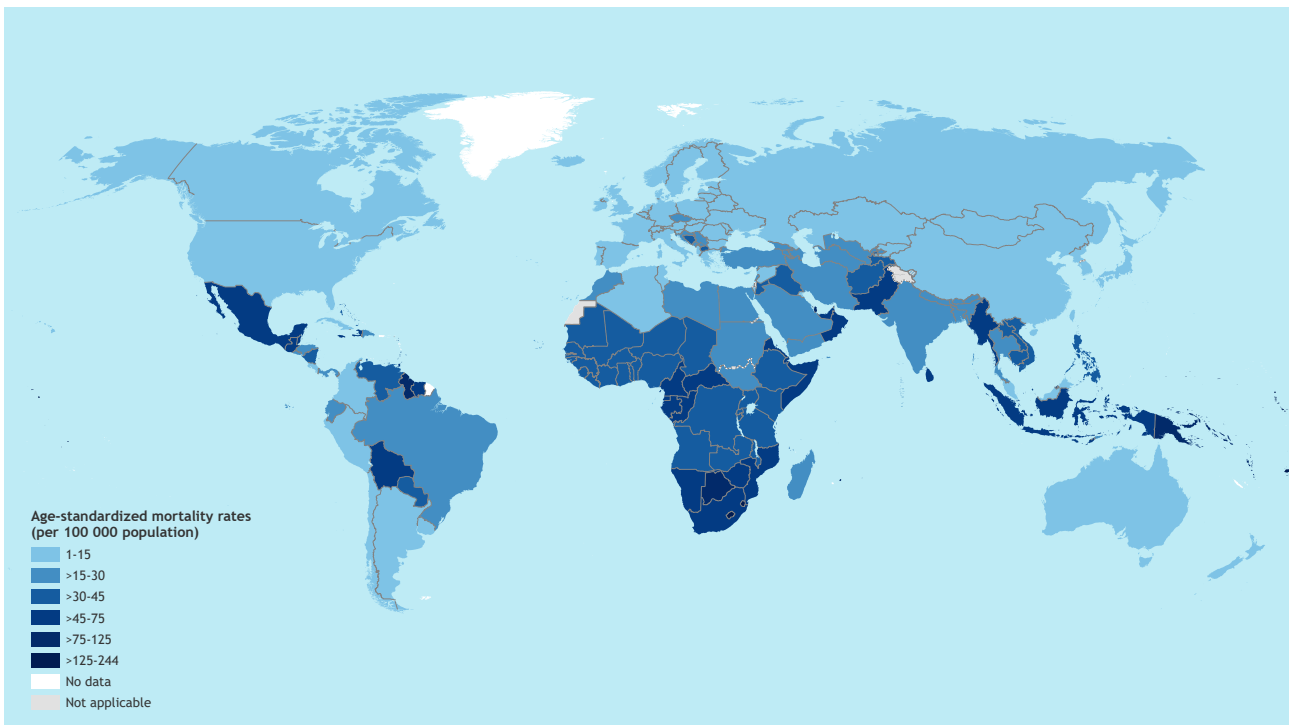 Age-standardized mortality rates
(per 100 000 population)
1-15
>15-30
>30-45
>45-75
>75-125
>125-244
No data
Not applicable